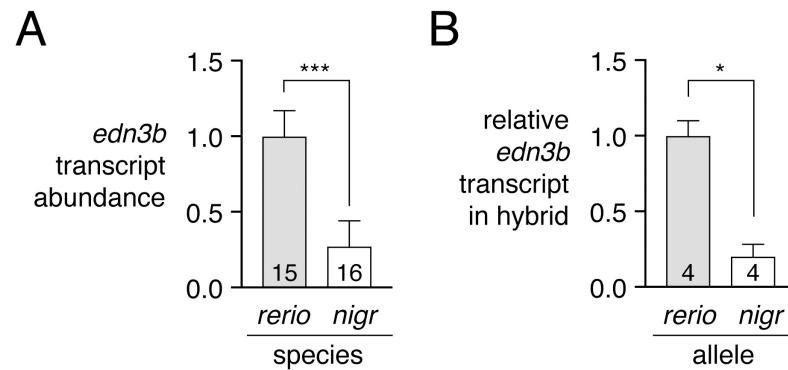 A
edn3b
transcript
abundance
1.5
1.0
0.5
0.0
***
15
16
rerio
nigr
species
B
relative
edn3b
transcript
in hybrid
1.5
1.0
0.5
0.0
*
4
4
rerio
nigr
allele